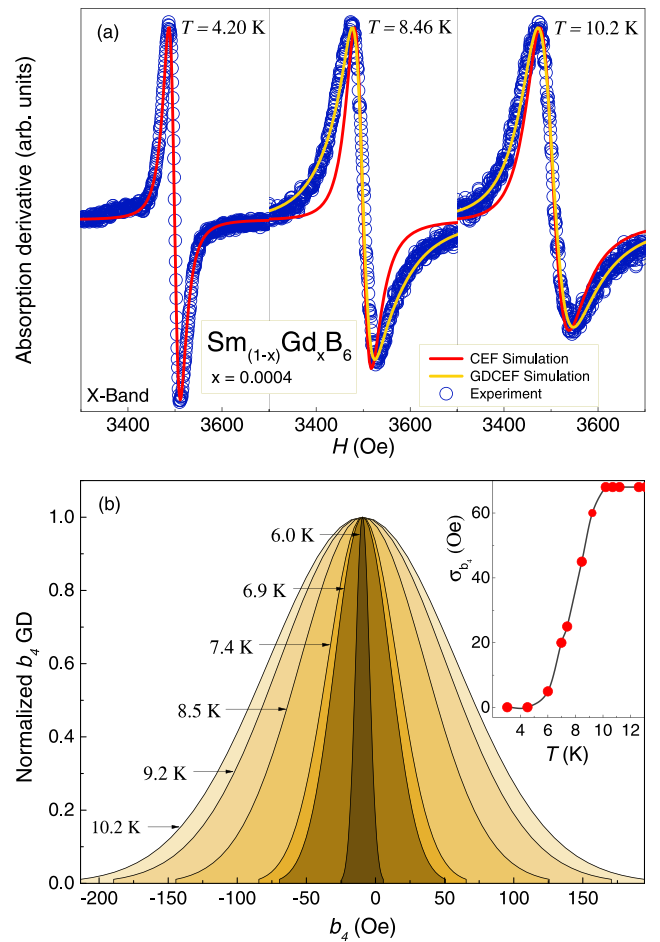 (a)
T = 4.20 K
T = 8.46 K
T = 10.2 K
Absorption derivative (arb. units)
Sm(1-x)GdxB6
x = 0.0004
X-Band
CEF Simulation
GDCEF Simulation
Experiment
3400 3600 3400 3600 3400 3600
H (Oe)
(b)
Normalized b4 GD
1.0
0.8
0.6
0.4
0.2
0.0
6.0 K
6.9 K
7.4 K
8.5 K
9.2 K
10.2 K
-200 -150 -100 -50 0 50 100 150
b4 (Oe)
σb4 (Oe)
60
40
20
0
2 4 6 8 10 12
T (K)